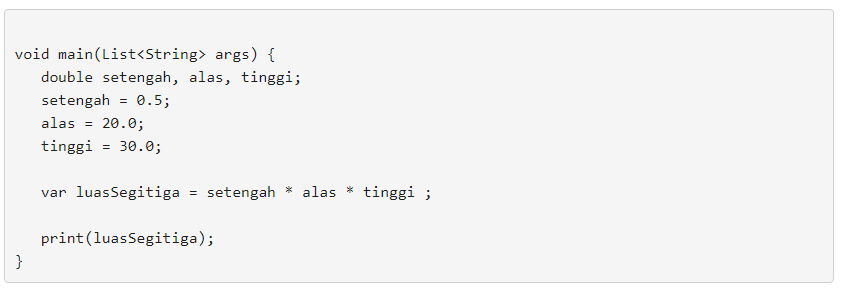 void main(List<String> args) {
   double setengah, alas, tinggi;
   setengah = 0.5;
   alas = 20.0;
   tinggi = 30.0;
   var luasSegitiga = setengah * alas * tinggi ;
   print(luasSegitiga);
}